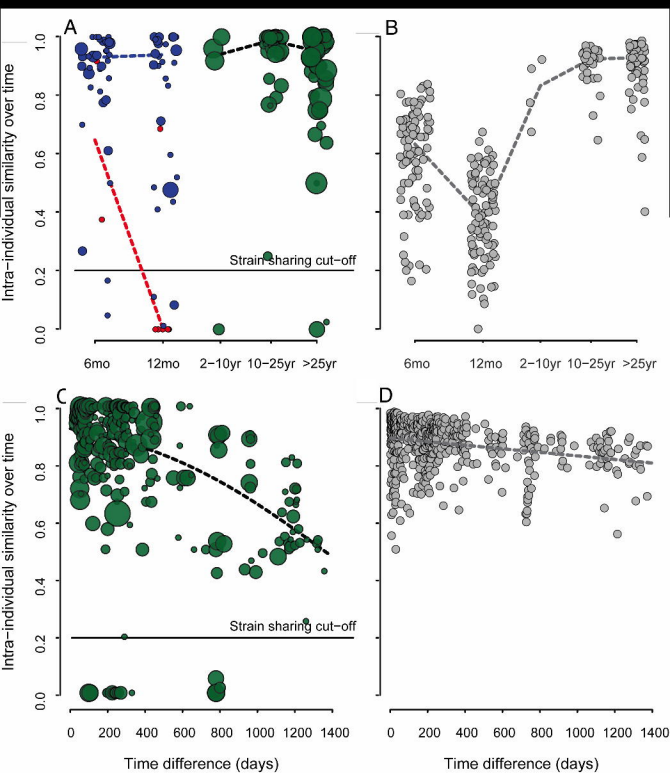 A
B
Intra−individual similarity over time
1.0
0.8
0.6
0.4
0.2
0.0
Strain sharing cut−off
6mo 12mo 2−10yr 10−25yr >25yr
6mo 12mo 2−10yr 10−25yr >25yr
C
D
Intra−individual similarity over time
1.0
0.8
0.6
0.4
0.2
0.0
Strain sharing cut−off
0 200 400 600 800 1000 1200 1400
0 200 400 600 800 1000 1200 1400
Time difference (days)
Time difference (days)